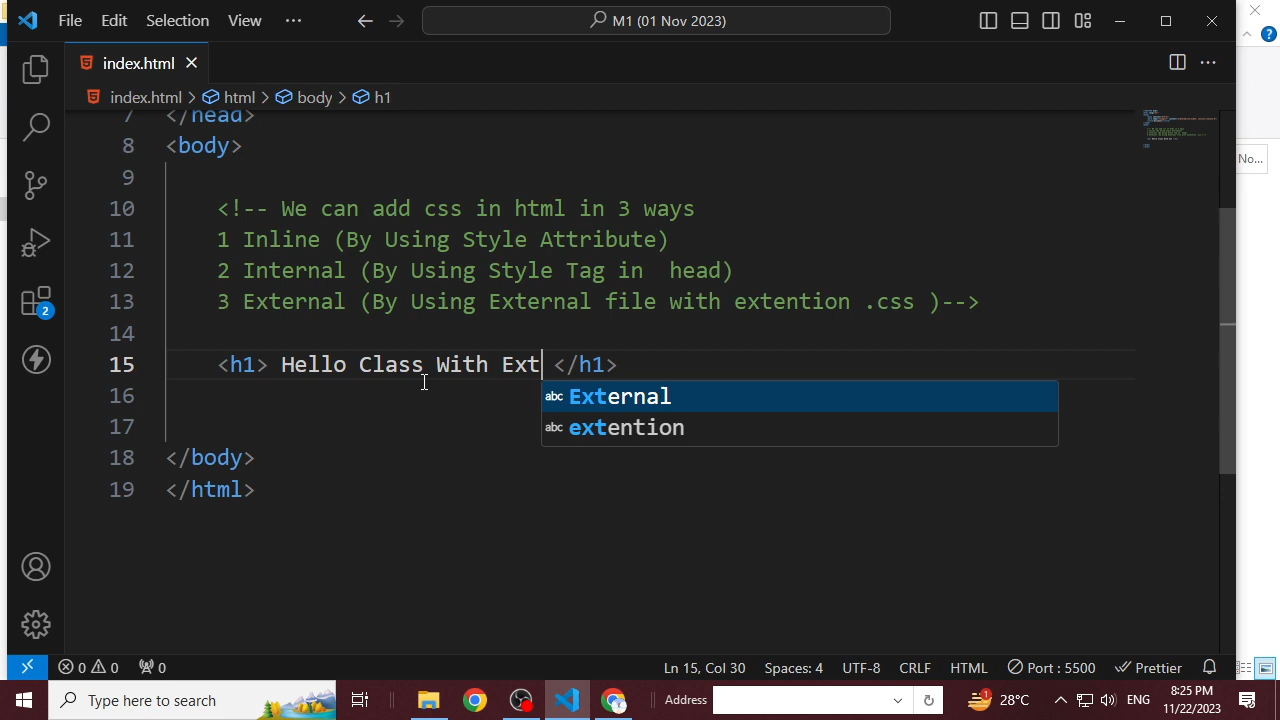 File Edit Selection View ··· M1 (01 Nov 2023)
index.html
index.html > html > body > h1
No...
7 </head>
8 <body>
9
10 <!-- We can add css in html in 3 ways
11 1 Inline (By Using Style Attribute)
12 2 Internal (By Using Style Tag in  head)
13 3 External (By Using External file with extention .css )-->
14
15 <h1> Hello Class With Ext </h1>
16 abc External
17 abc extention
18 </body>
19 </html>
2
0 0 0 Ln 15, Col 30 Spaces: 4 UTF-8 CRLF HTML Port : 5500 Prettier
Type here to search Address 1 28°C ENG 8:25 PM
11/22/2023